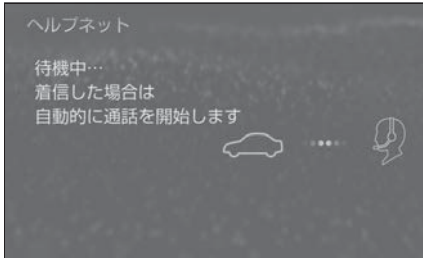 ヘルプネット
待機中…
着信した場合は
自動的に通話を開始します